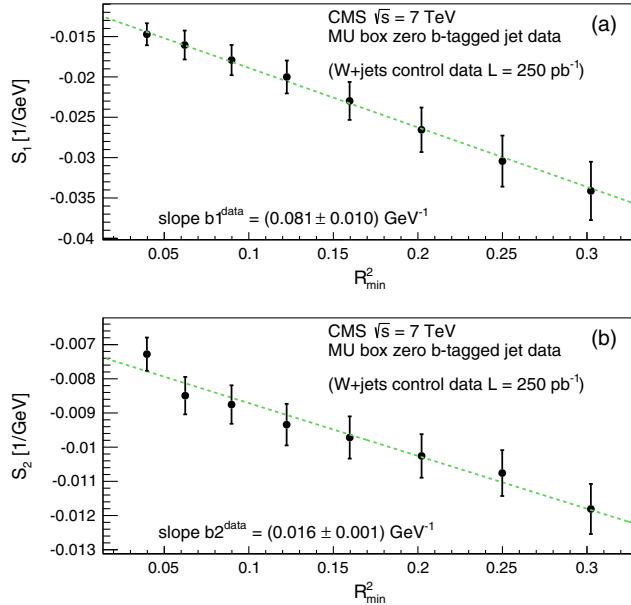 CMS √s = 7 TeV
(a)
MU box zero b-tagged jet data
(W+jets control data L = 250 pb⁻¹)
S₁ [1/GeV]
-0.015
-0.02
-0.025
-0.03
-0.035
-0.04
slope b1ᵈᵃᵗᵃ = (0.081 ± 0.010) GeV⁻¹
0.05 0.1 0.15 0.2 0.25 0.3
R²min
CMS √s = 7 TeV
(b)
MU box zero b-tagged jet data
(W+jets control data L = 250 pb⁻¹)
S₂ [1/GeV]
-0.007
-0.008
-0.009
-0.01
-0.011
-0.012
-0.013
slope b2ᵈᵃᵗᵃ = (0.016 ± 0.001) GeV⁻¹
0.05 0.1 0.15 0.2 0.25 0.3
R²min